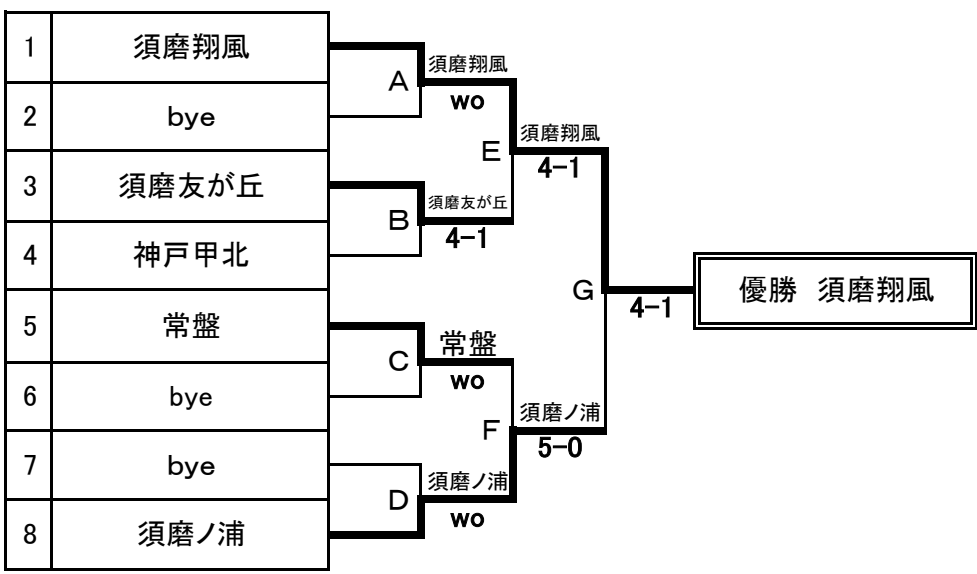 1 須磨翔風
2 bye
3 須磨友が丘
4 神戸甲北
5 常盤
6 bye
7 bye
8 須磨ノ浦
A
須磨翔風
wo
B
須磨友が丘
4-1
C
常盤
wo
D
須磨ノ浦
wo
E
須磨翔風
4-1
F
須磨ノ浦
5-0
G
4-1
優勝 須磨翔風